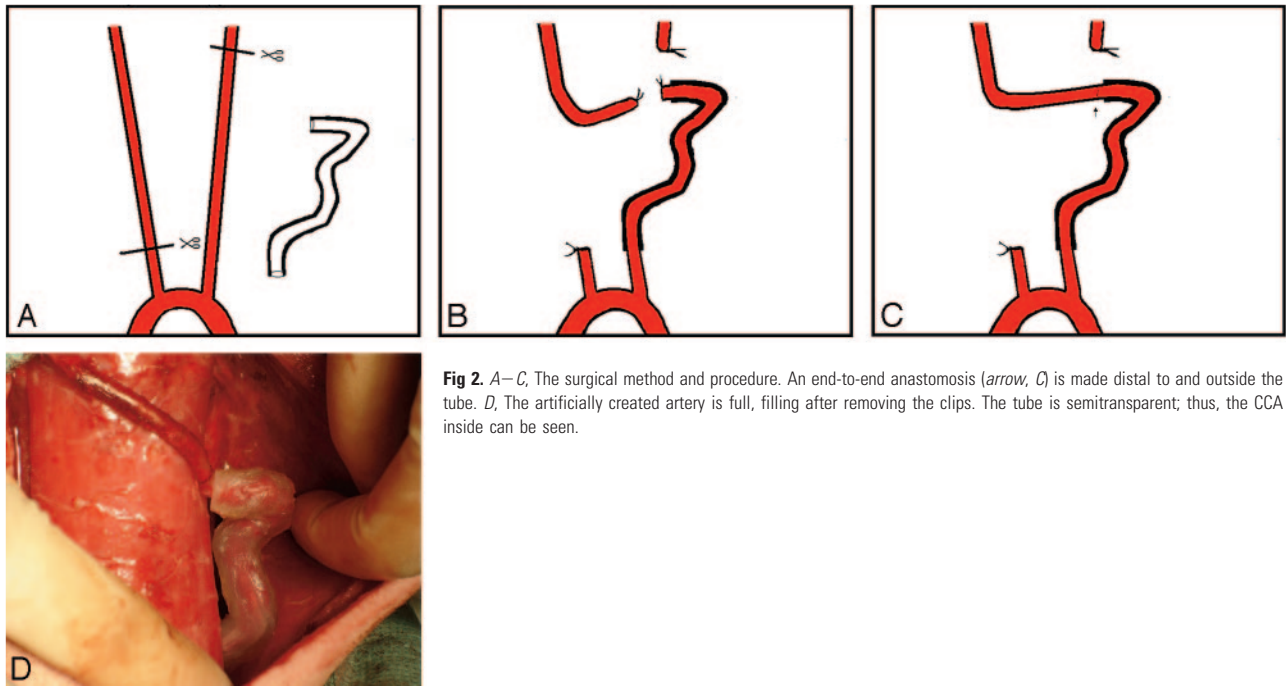 A
B
C
D
Fig 2. A–C, The surgical method and procedure. An end-to-end anastomosis (arrow, C) is made distal to and outside the
tube. D, The artificially created artery is full, filling after removing the clips. The tube is semitransparent; thus, the CCA
inside can be seen.